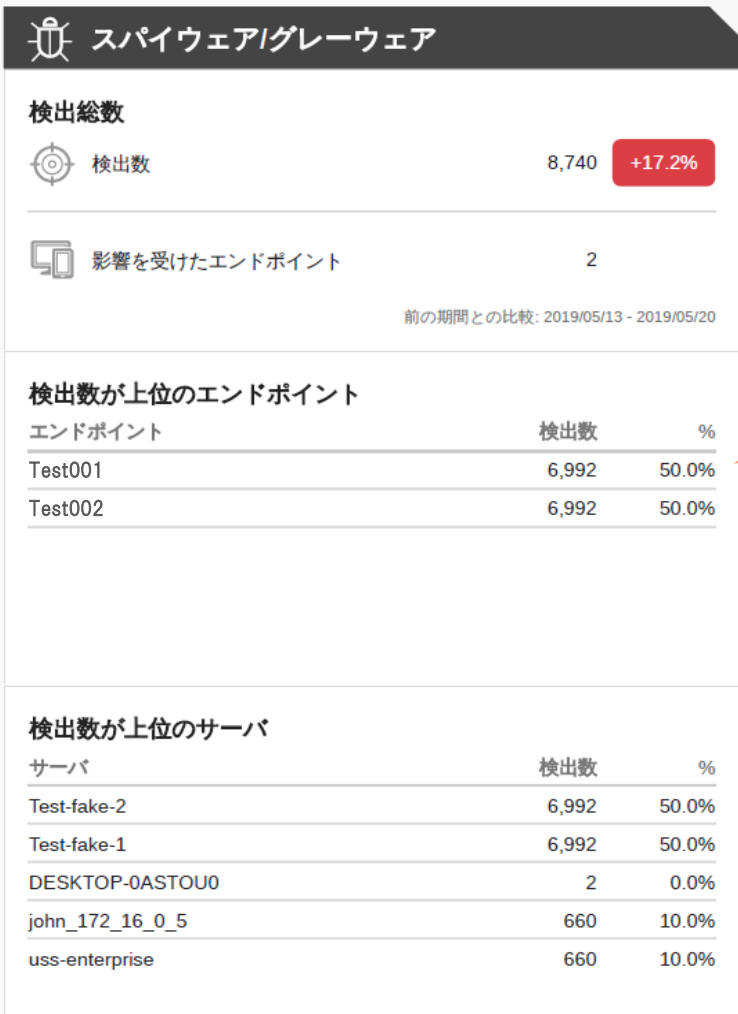 スパイウェア/グレーウェア
検出総数
検出数 8,740 +17.2%
影響を受けたエンドポイント 2
前の期間との比較: 2019/05/13 - 2019/05/20
検出数が上位のエンドポイント
エンドポイント 検出数 %
Test001 6,992 50.0%
Test002 6,992 50.0%
検出数が上位のサーバ
サーバ 検出数 %
Test-fake-2 6,992 50.0%
Test-fake-1 6,992 50.0%
DESKTOP-0ASTOU0 2 0.0%
john_172_16_0_5 660 10.0%
uss-enterprise 660 10.0%